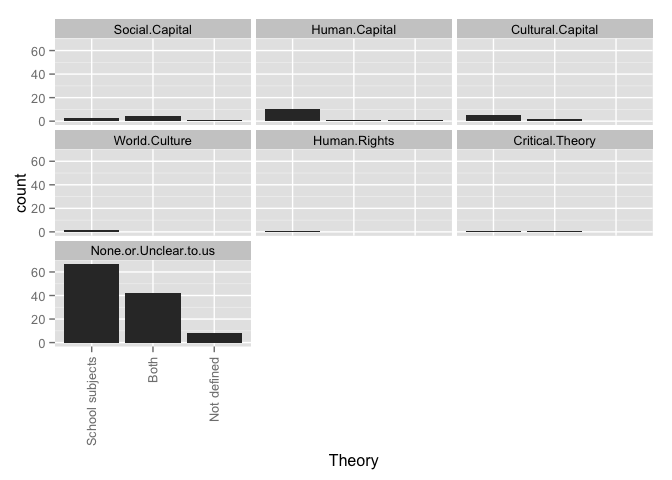 Social.Capital
Human.Capital
Cultural.Capital
60
40
20
0
World.Culture
Human.Rights
Critical.Theory
60
40
20
0
None.or.Unclear.to.us
60
40
20
0
count
School subjects
Both
Not defined
Theory